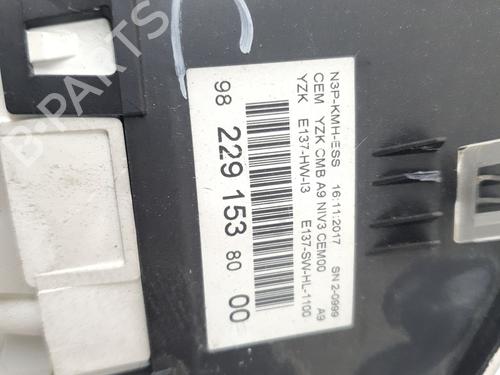 N3P-KMH-ESS 16:11:2017 SN 2-0999
CEM YZK CMB A9 NIV3 CEM00 A9
YZK E137-HW-I3 E137-SW-HL-1100
98 229 153 80 00
B-PARTS